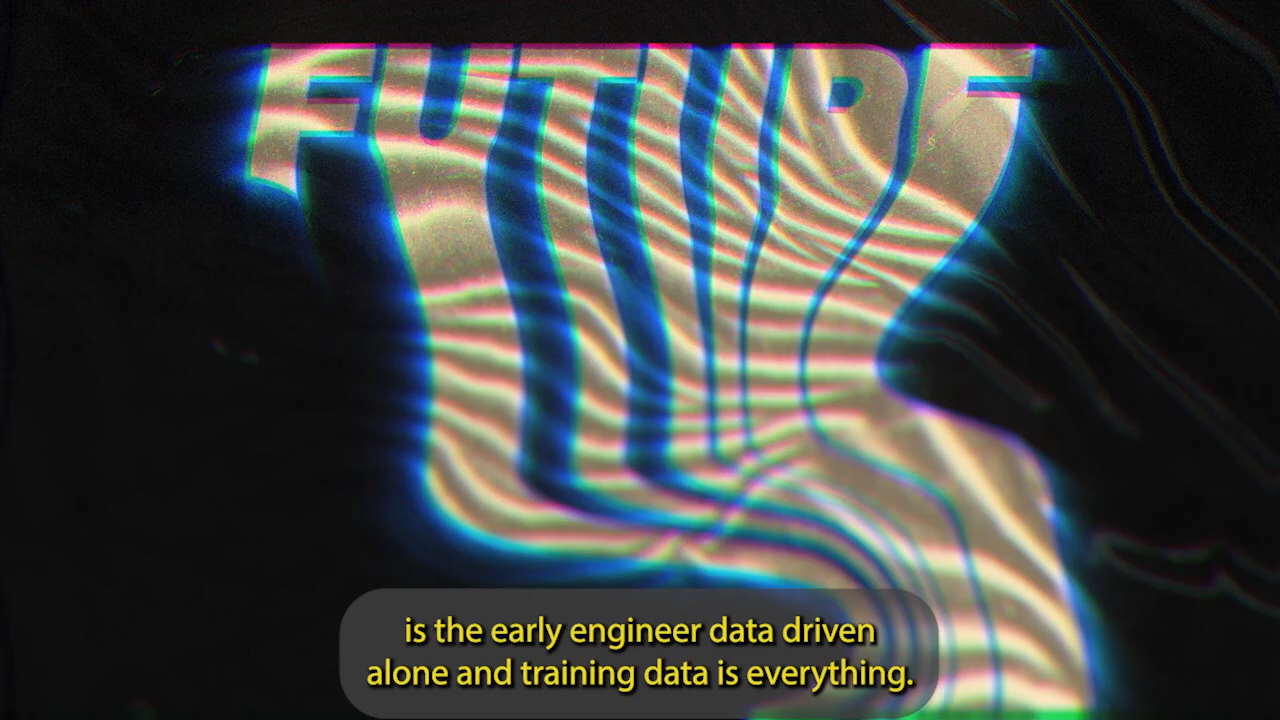 FUTURE
is the early engineer data driven
alone and training data is everything.